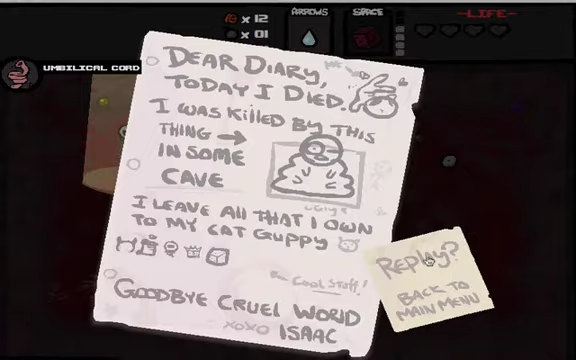 x 12
x 01
ARROWS
SPACE
-LIFE-
UMBILICAL CORD
DEAR DIARY,
TODAY I DIED.
I WAS KILLED BY THIS
THING →
IN SOME
CAVE
I LEAVE ALL THAT I OWN
TO MY CAT GUPPY
Cool Stuff!
GOODBYE CRUEL WORLD
XOXO ISAAC
REPLAY?
BACK TO
MAIN MENU